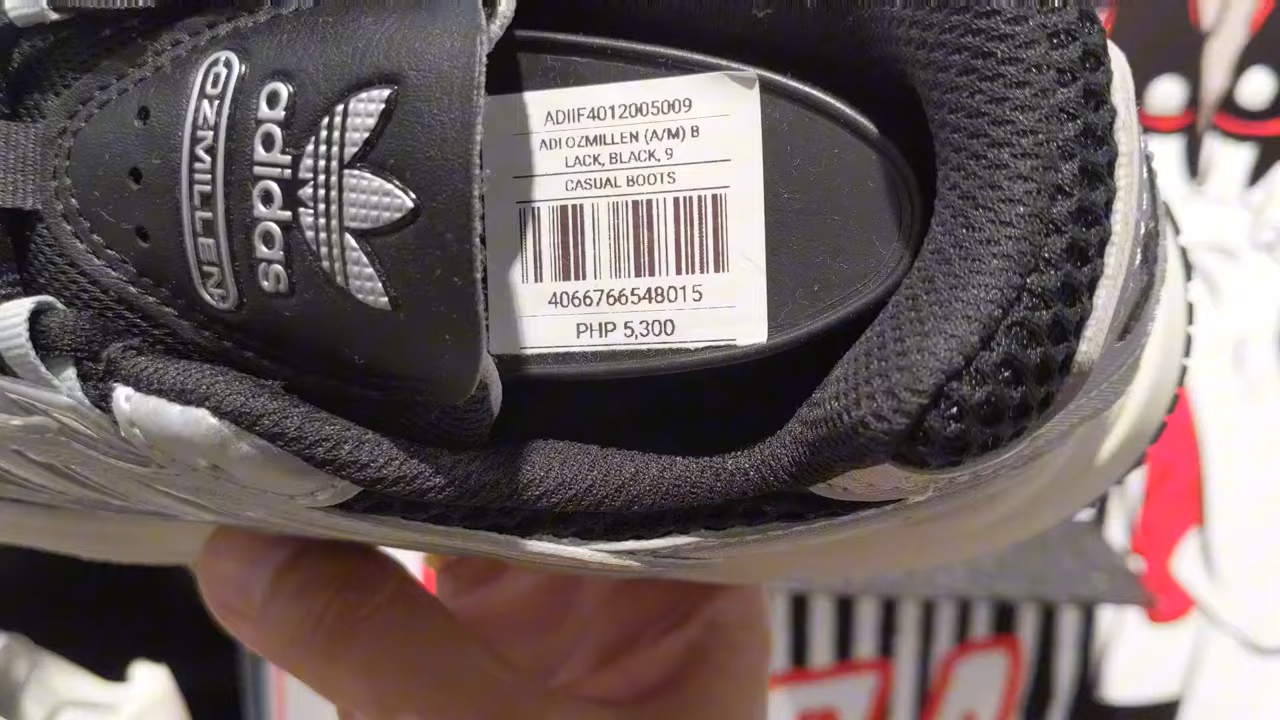 OZMILLEN
adidas
ADIIF4012005009
ADI OZMILLEN (A/M) B
LACK, BLACK, 9
CASUAL BOOTS
4066766548015
PHP 5,300